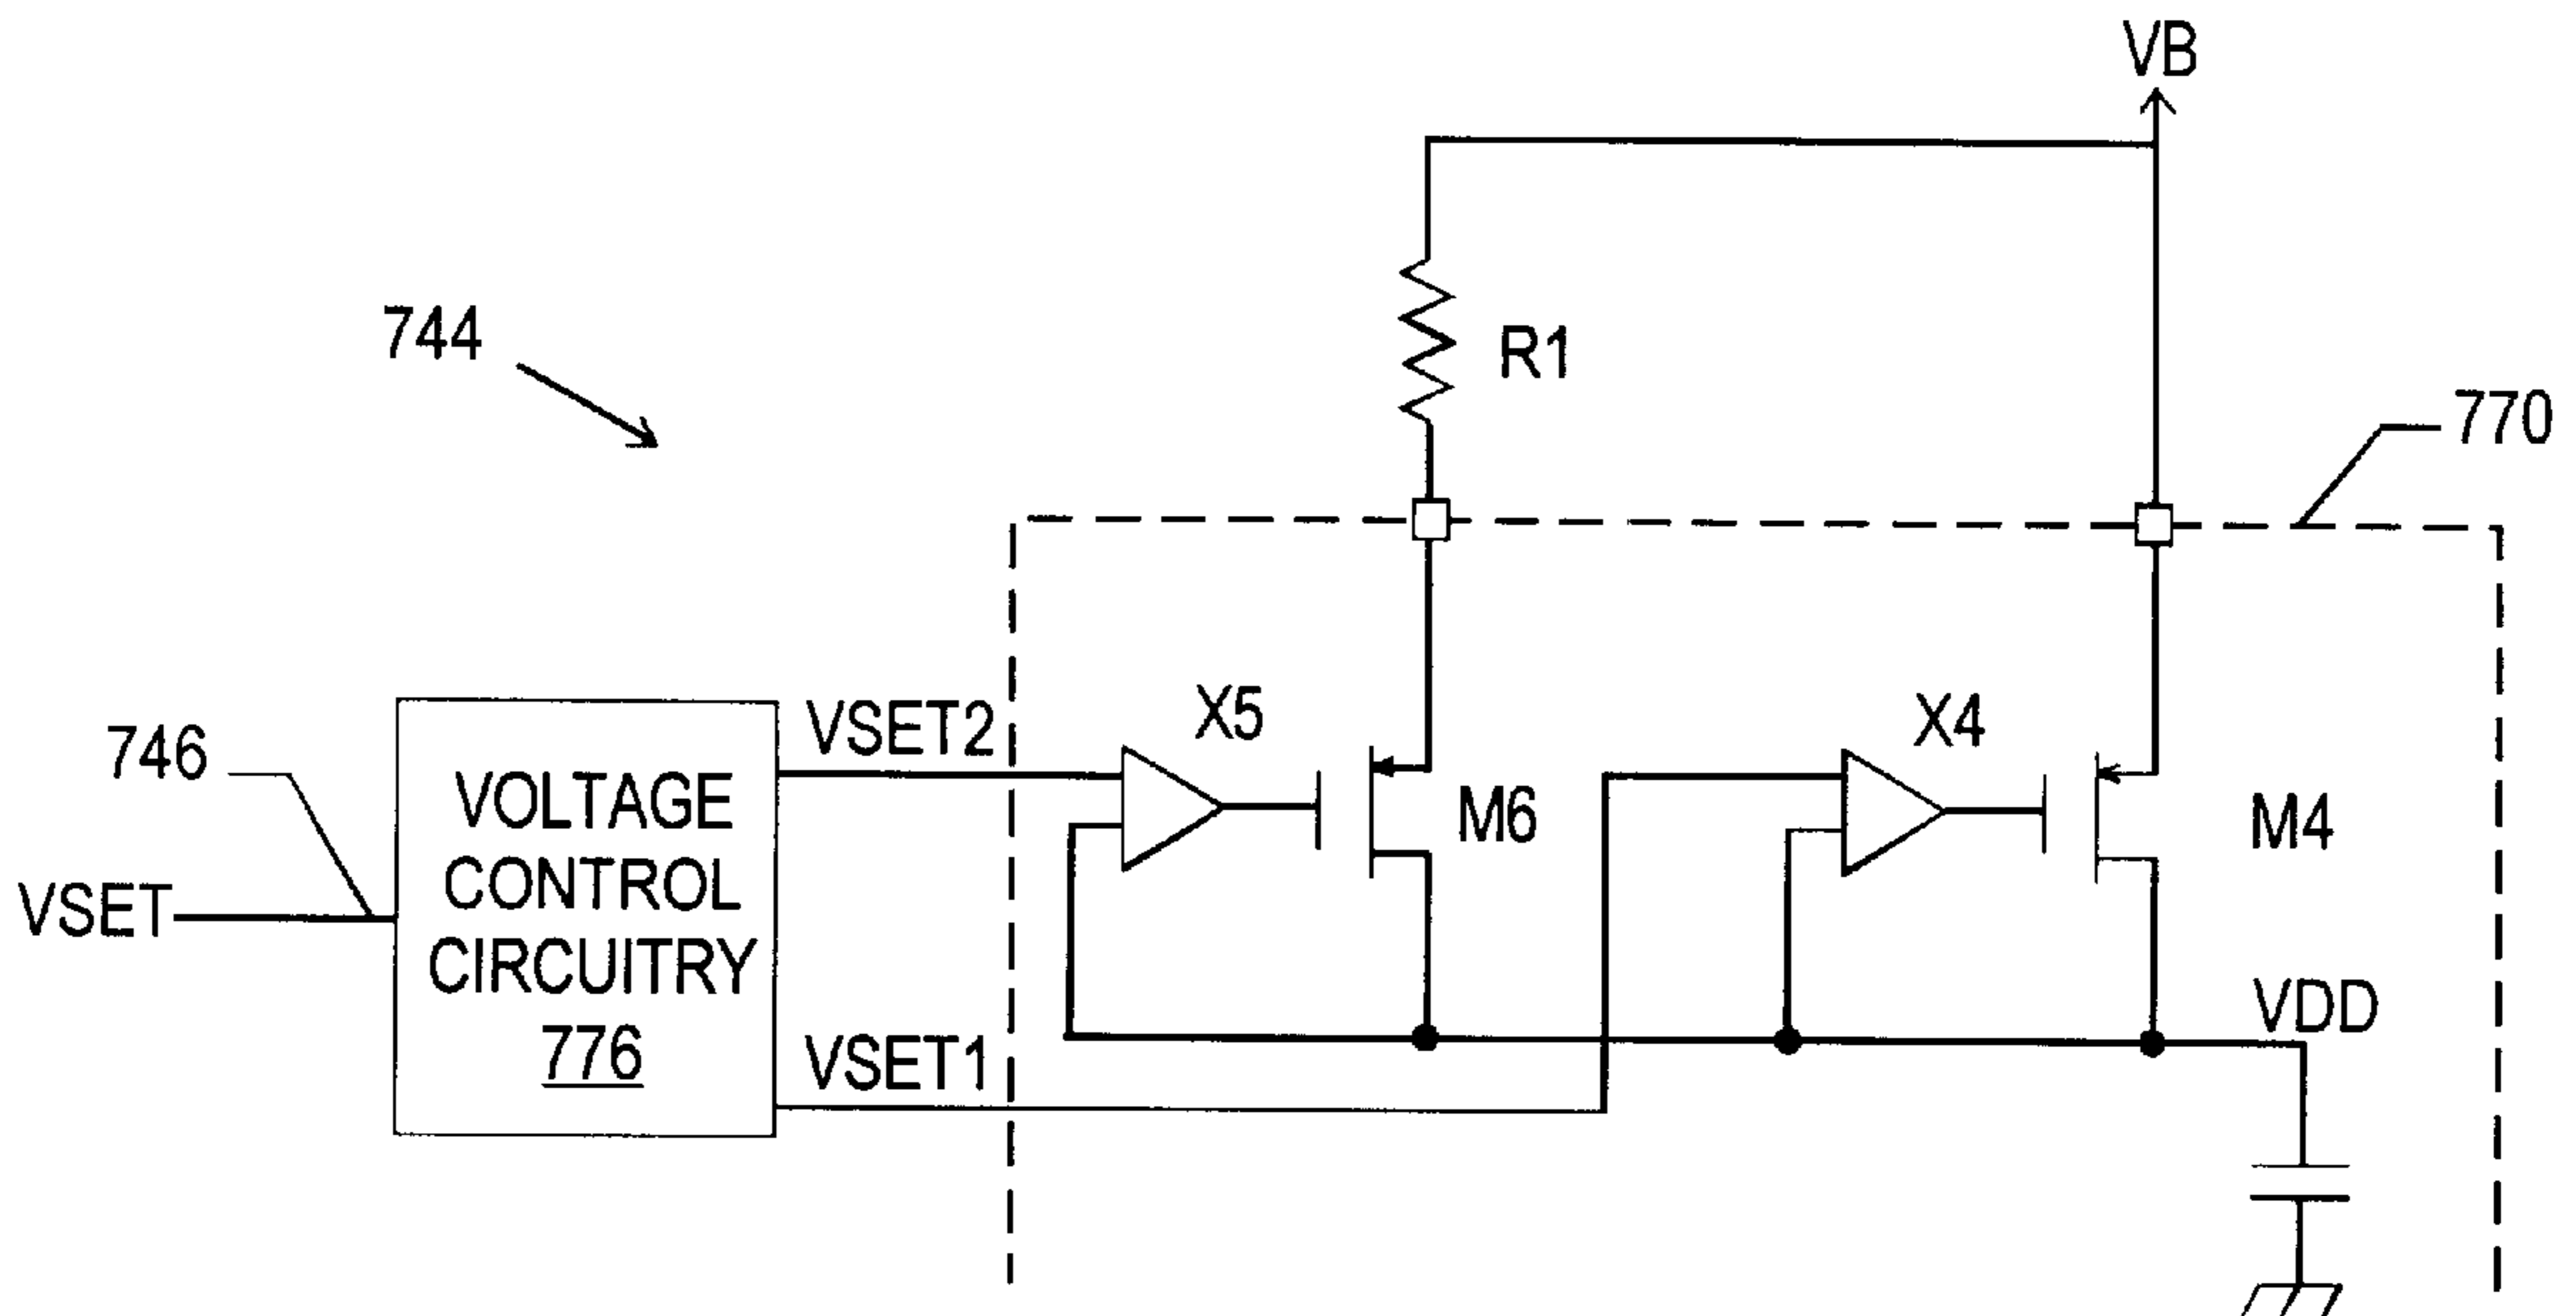 VB
744
R1
770
X5
X4
VSET2
746
VOLTAGE
CONTROL
CIRCUITRY
776
M6
M4
VSET
VSET1
VDD